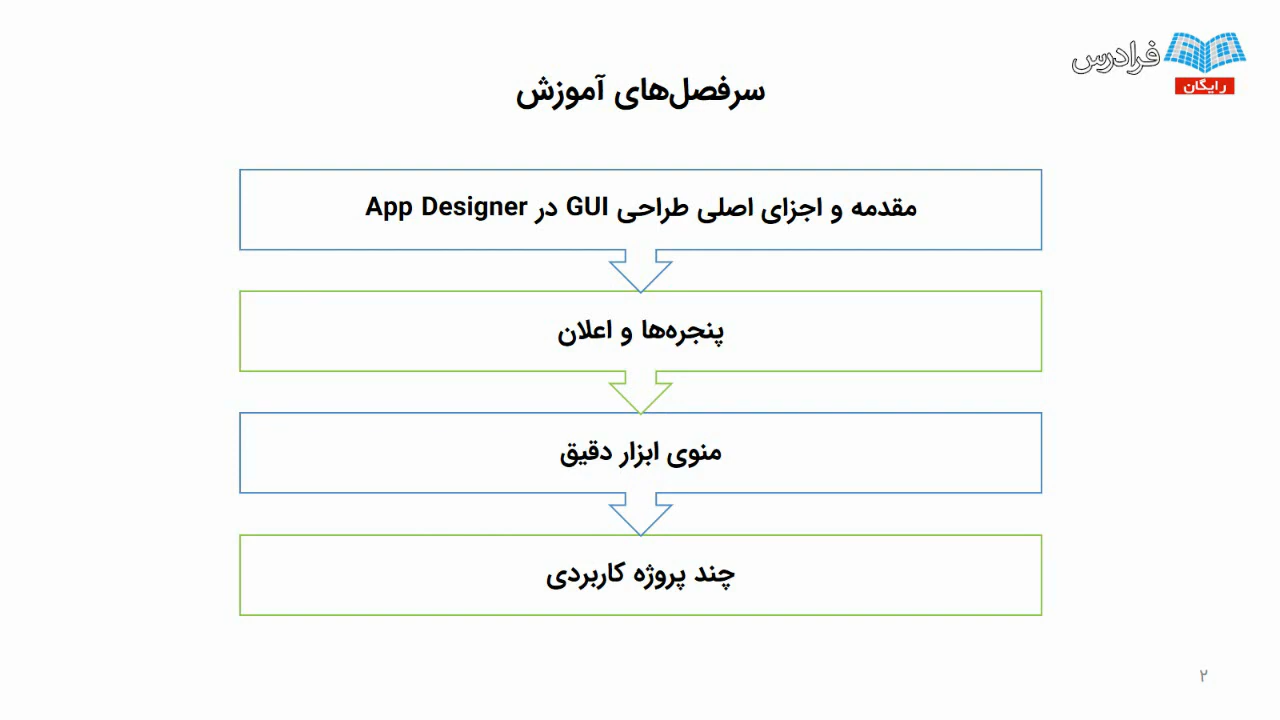 فرادرس
رایگان
سرفصل‌های آموزش
مقدمه و اجزای اصلی طراحی GUI در App Designer
پنجره‌ها و اعلان
منوی ابزار دقیق
چند پروژه کاربردی
۲